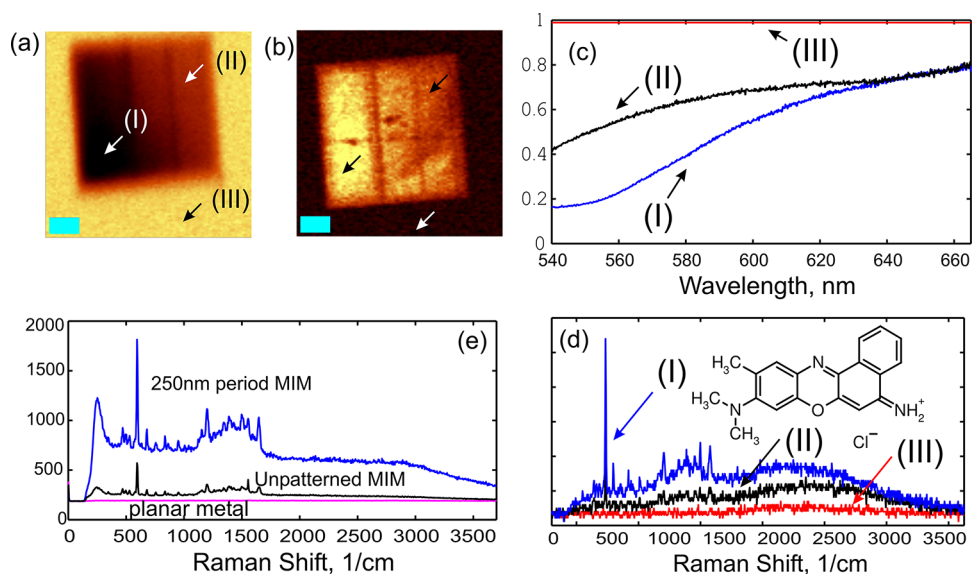 (a)
(I)
(II)
(III)
(b)
1
0.8
0.6
0.4
0.2
0
(c)
(III)
(II)
(I)
540
560
580
600
620
640
660
Wavelength, nm
2000
1500
1000
500
0
(e)
250nm period MIM
Unpatterned MIM
planar metal
0
500
1000
1500
2000
2500
3000
3500
Raman Shift, 1/cm
(d)
(I)
(II)
(III)
H₃C
N
H₃C
N
CH₃
O
NH₂⁺
Cl⁻
0
500
1000
1500
2000
2500
3500
Raman Shift, 1/cm